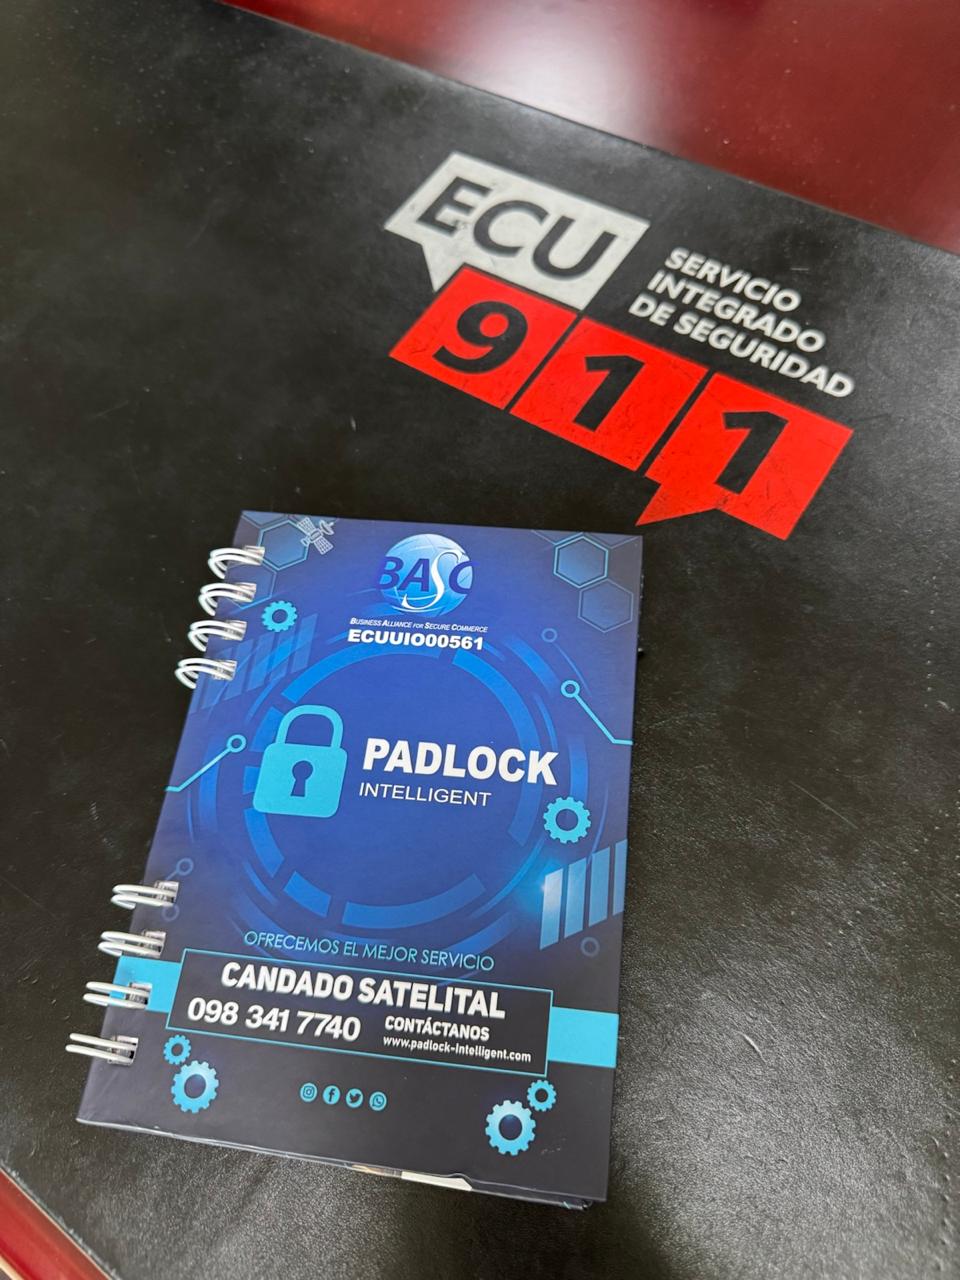 ECU
911
SERVICIO
INTEGRADO
DE SEGURIDAD
BASC
BUSINESS ALLIANCE FOR SECURE COMMERCE
ECUUIO00561
PADLOCK
INTELLIGENT
OFRECEMOS EL MEJOR SERVICIO
CANDADO SATELITAL
098 341 7740
CONTÁCTANOS
www.padlock-intelligent.com